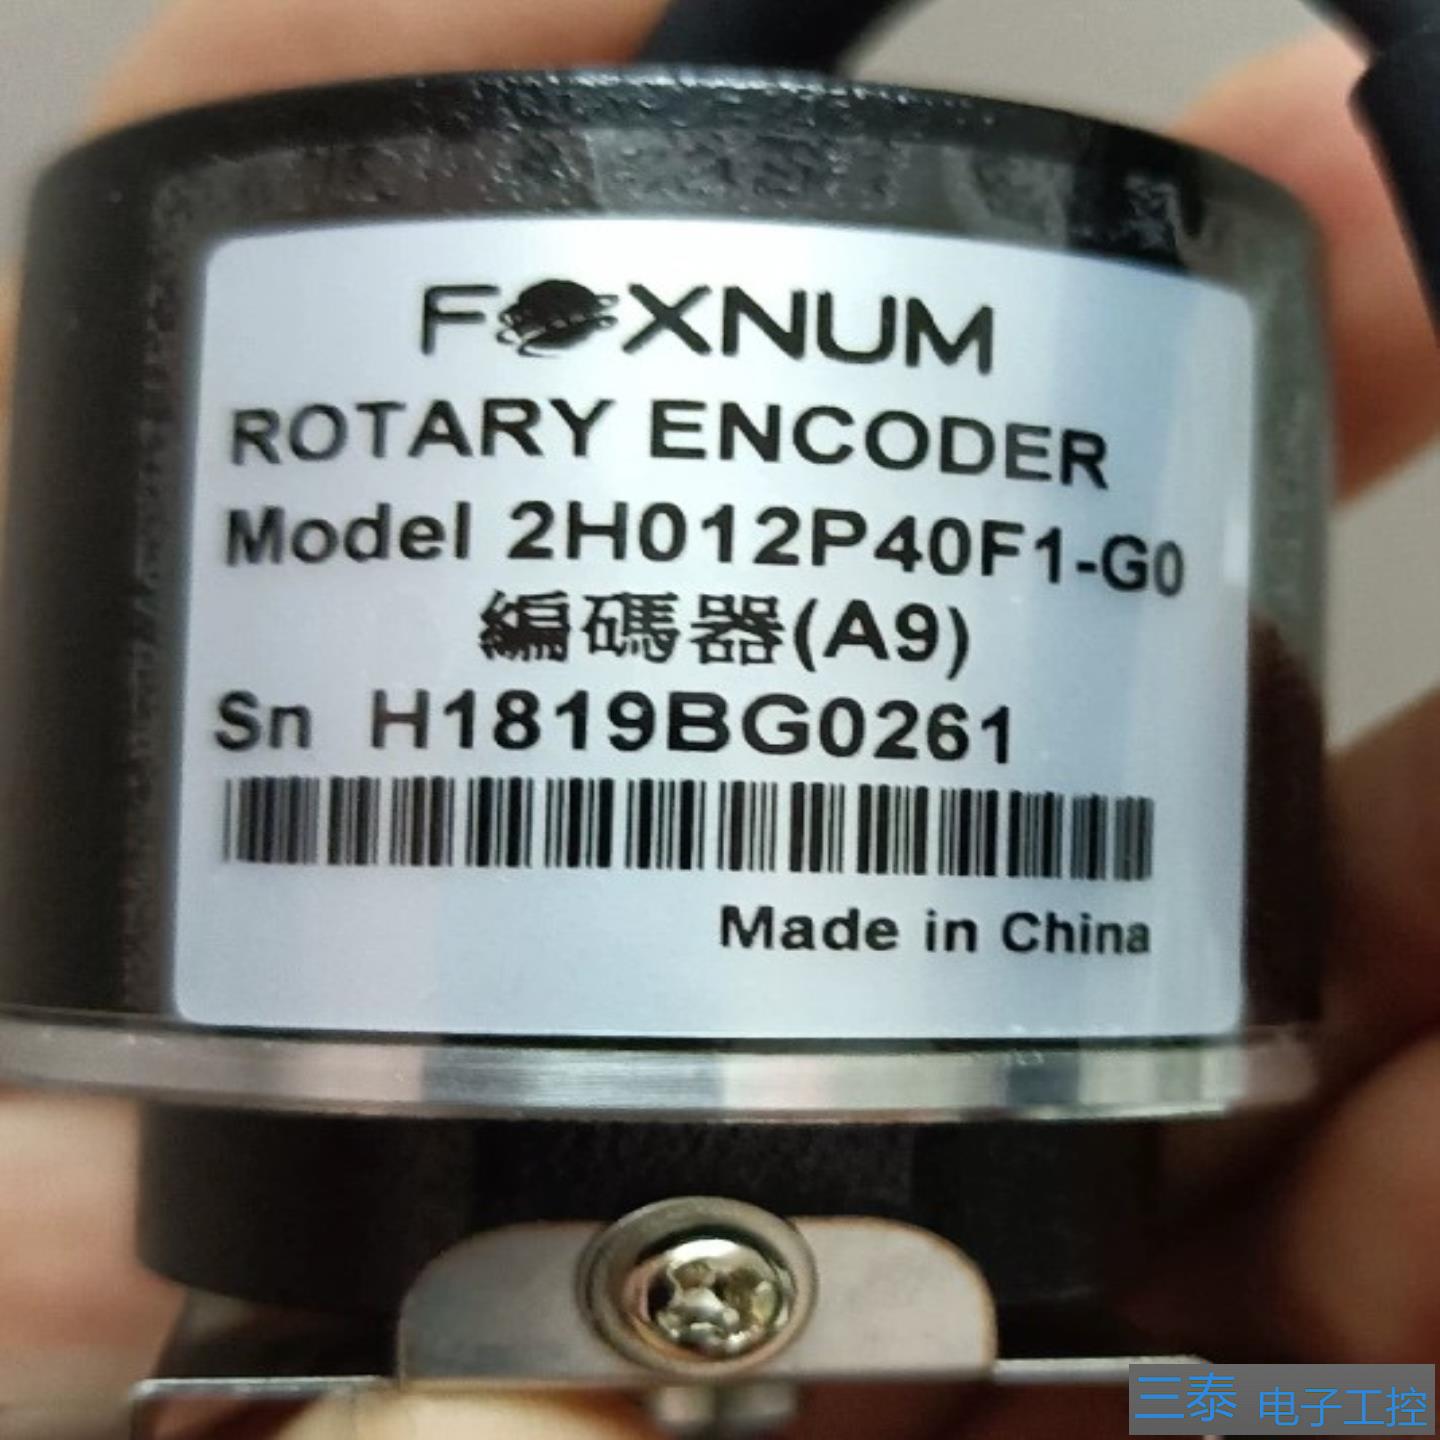 FOXNUM
ROTARY ENCODER
Model 2H012P40F1-G0
編碼器(A9)
Sn H1819BG0261
Made in China
三泰 电子工控